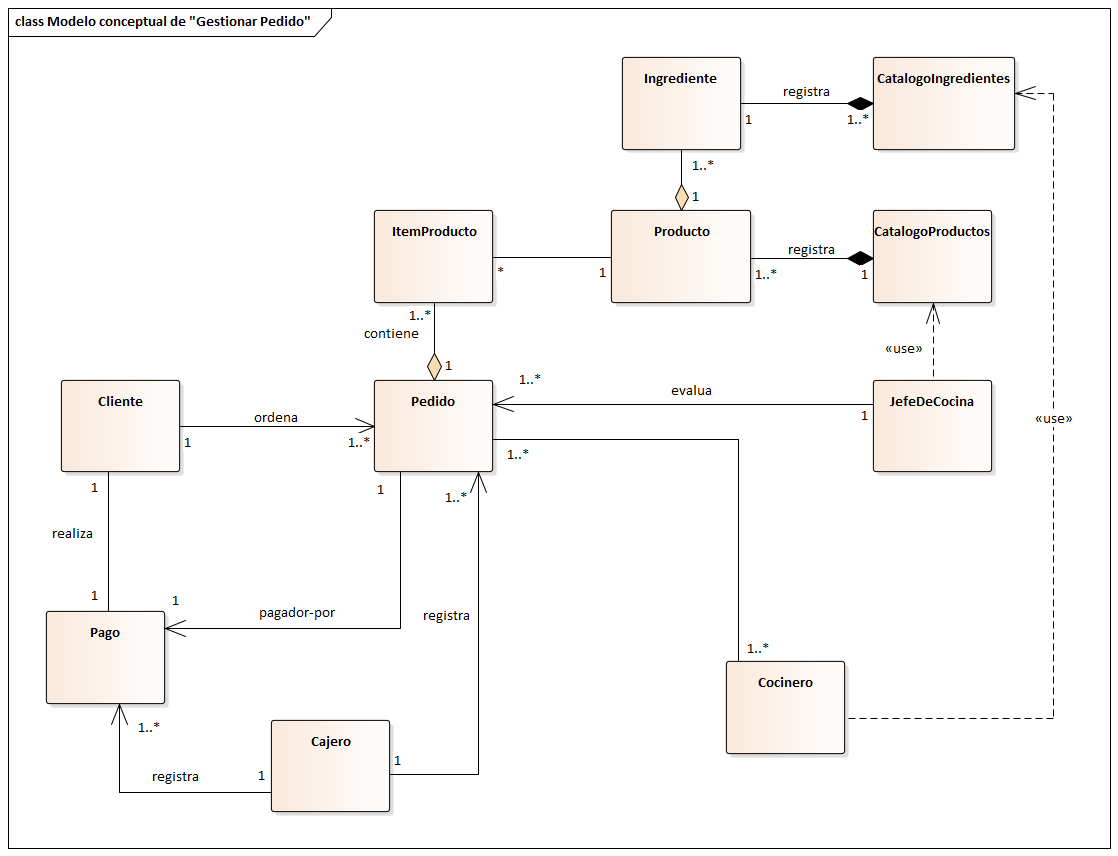 class Modelo conceptual de "Gestionar Pedido"
Ingrediente
registra
CatalogoIngredientes
1
1..*
1..*
1
ItemProducto
Producto
registra
CatalogoProductos
*
1
1..*
1
1..*
contiene
1
«use»
«use»
Cliente
ordena
1
1..*
Pedido
1..*
evalua
1
JefeDeCocina
1..*
1
1
1..*
realiza
1
1
pagador-por
registra
Pago
1..*
Cocinero
1..*
registra
1
Cajero
1